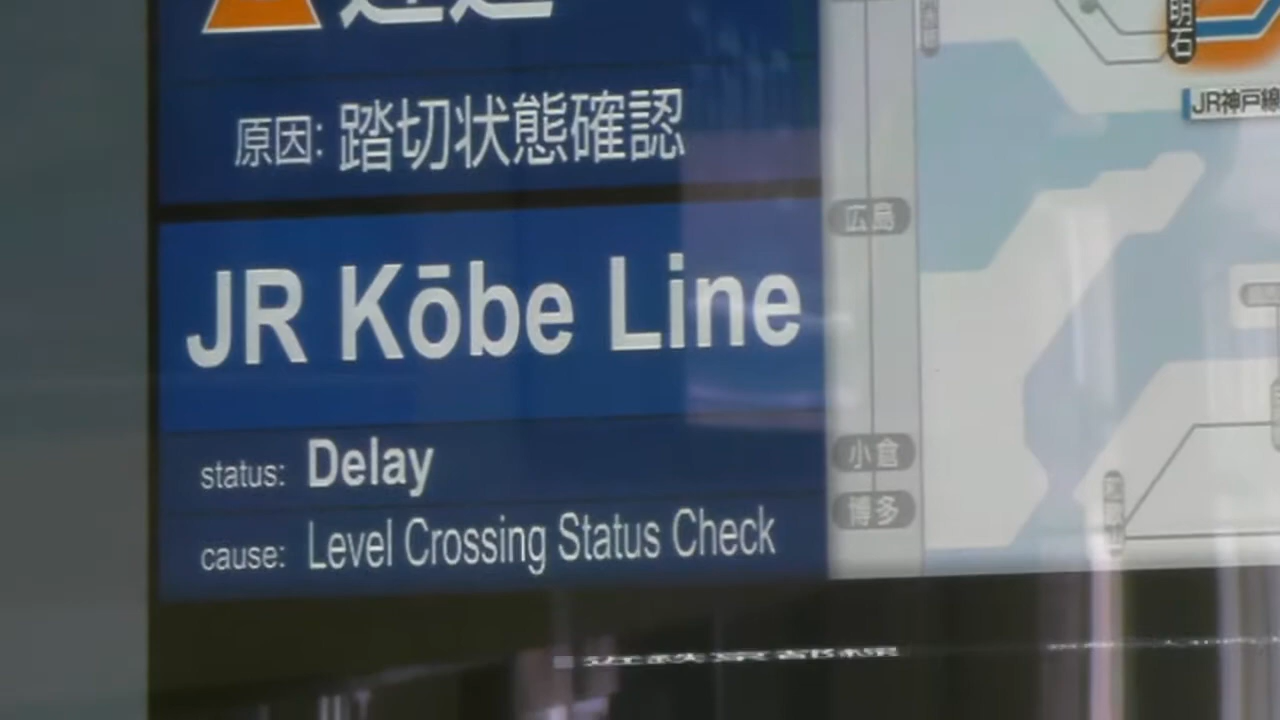 原因: 踏切状態確認
JR Kōbe Line
status: Delay
cause: Level Crossing Status Check
広島
小倉
博多
明石
JR神戸線